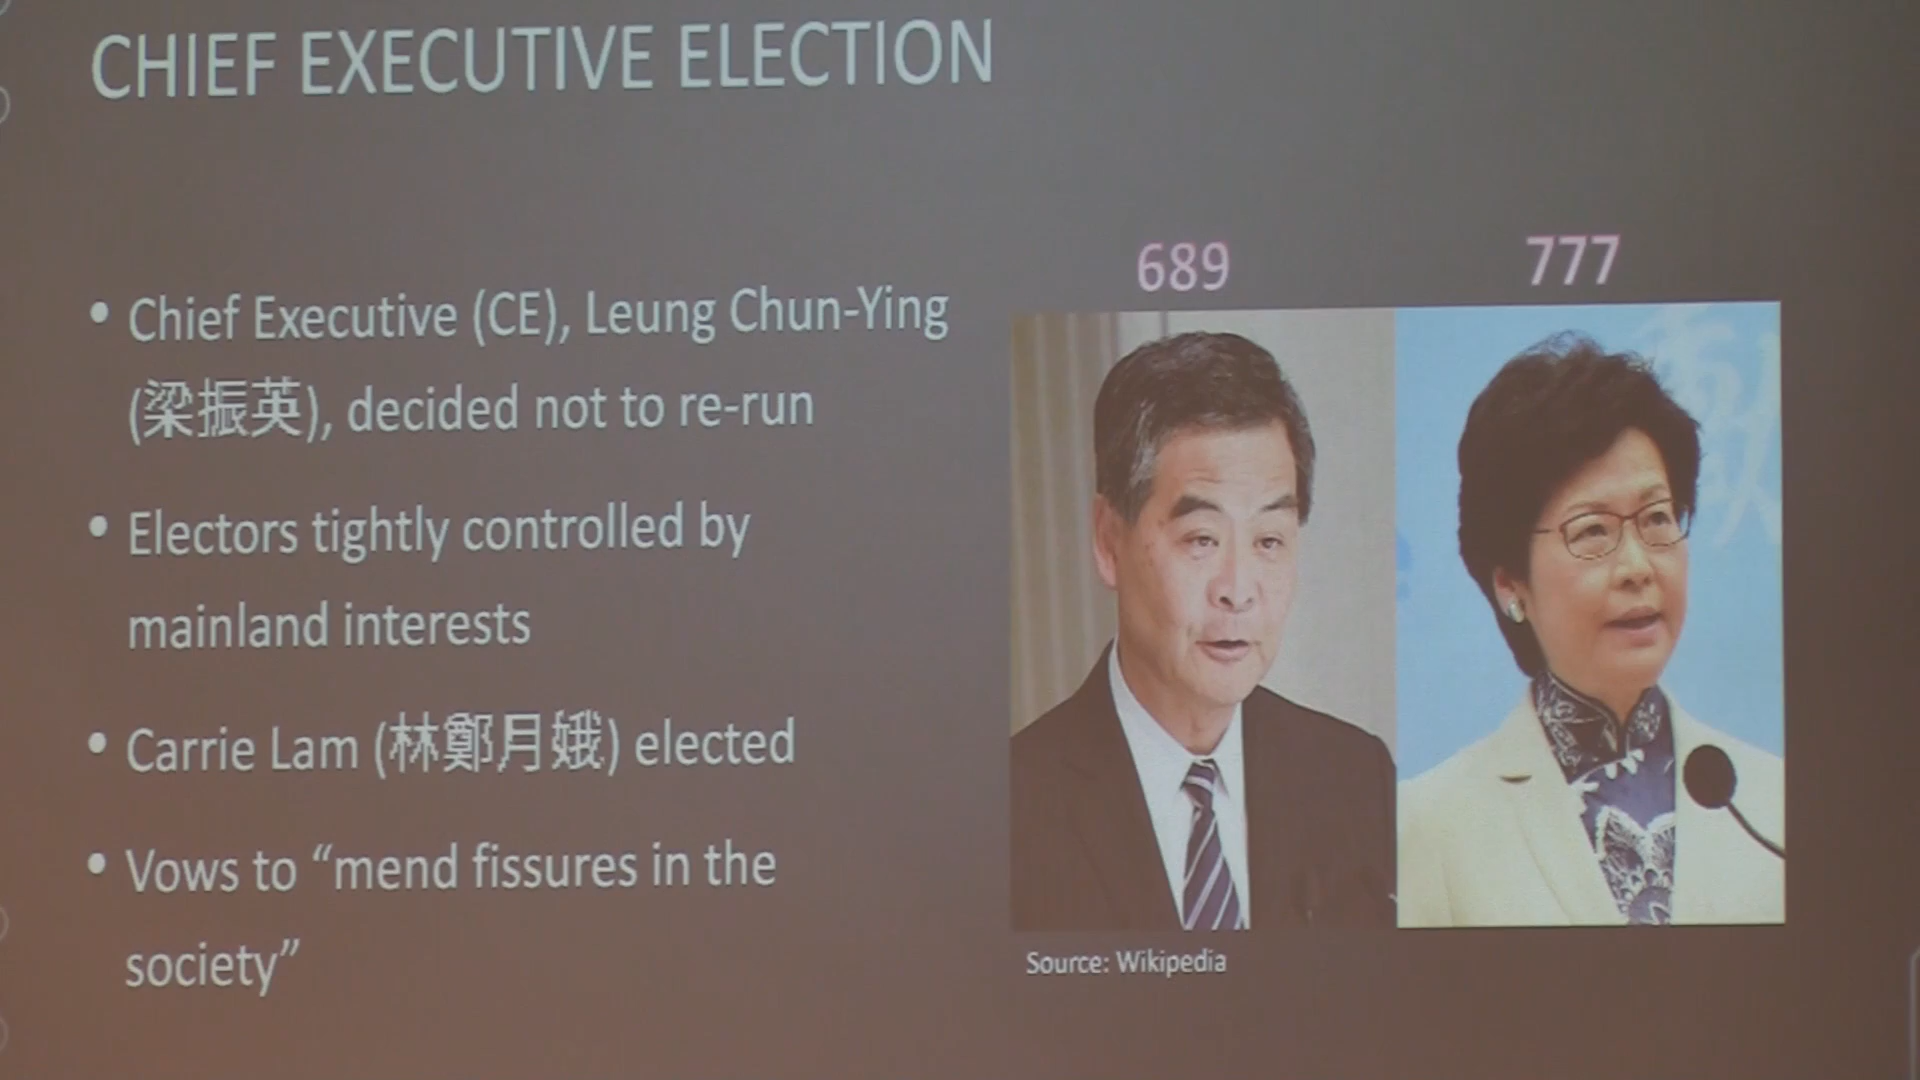 CHIEF EXECUTIVE ELECTION
• Chief Executive (CE), Leung Chun-Ying
(梁振英), decided not to re-run
• Electors tightly controlled by
mainland interests
• Carrie Lam (林鄭月娥) elected
• Vows to “mend fissures in the
society”
689
777
Source: Wikipedia